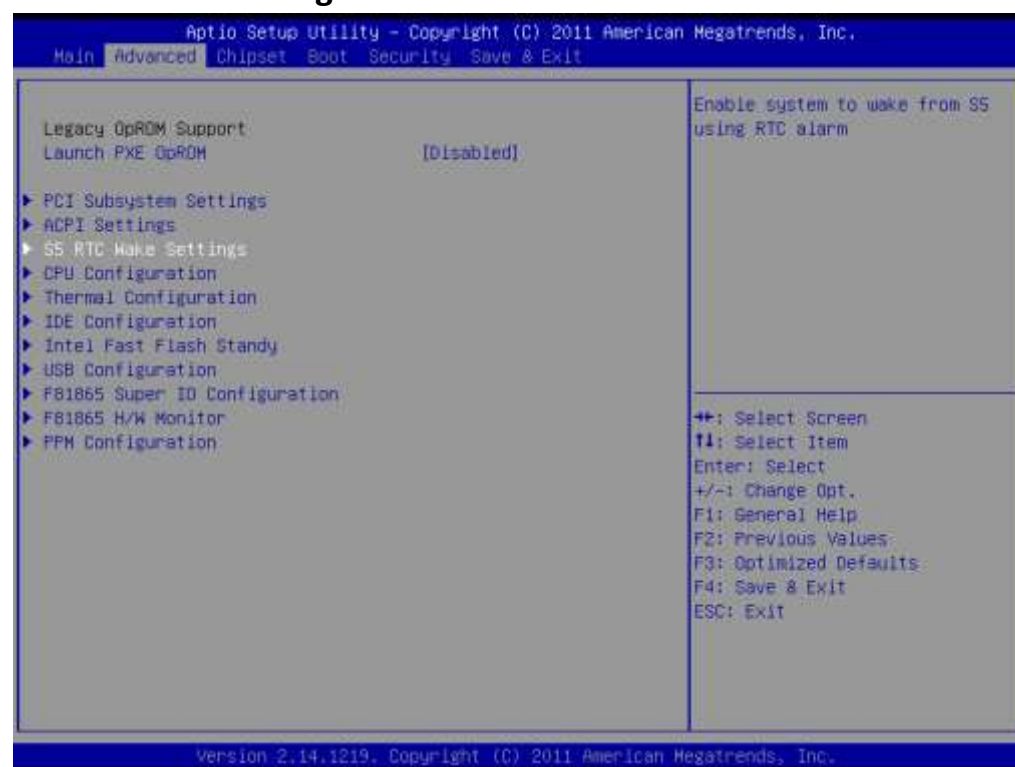 Aptio Setup Utility - Copyright (C) 2011 American Megatrends, Inc.
Main Advanced Chipset Boot Security Save & Exit
Legacy OpROM Support
Launch PXE OpROM [Disabled]
PCI Subsystem Settings
ACPI Settings
S5 RTC Wake Settings
CPU Configuration
Thermal Configuration
IDE Configuration
Intel Fast Flash Standy
USB Configuration
F81865 Super IO Configuration
F81865 H/W Monitor
PPM Configuration
Enable system to wake from S5
using RTC alarm
→←: Select Screen
↑↓: Select Item
Enter: Select
+/-: Change Opt.
F1: General Help
F2: Previous Values
F3: Optimized Defaults
F4: Save & Exit
ESC: Exit
Version 2.14.1219. Copyright (C) 2011 American Megatrends, Inc.